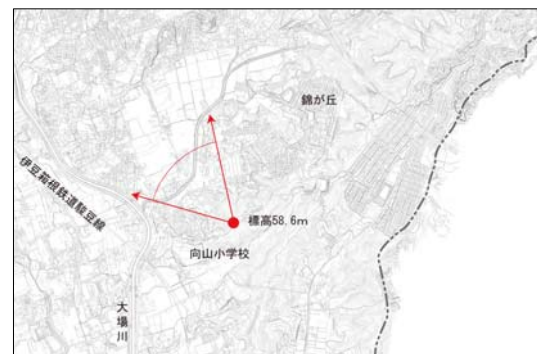 錦が丘
伊豆箱根鉄道駿豆線
標高58.6m
向山小学校
大場川